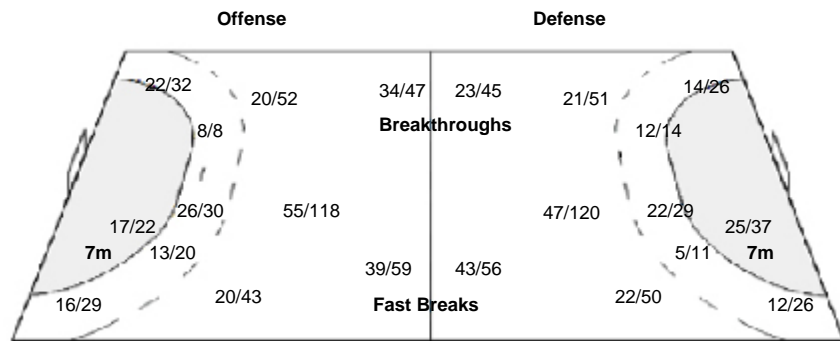 Offense Defense
22/32 20/52 34/47 23/45 21/51 14/26
8/8 Breakthroughs 12/14
17/22 26/30 55/118 47/120 22/29 25/37
7m 13/20 5/11 7m
39/59 43/56
16/29 20/43 Fast Breaks 22/50 12/26